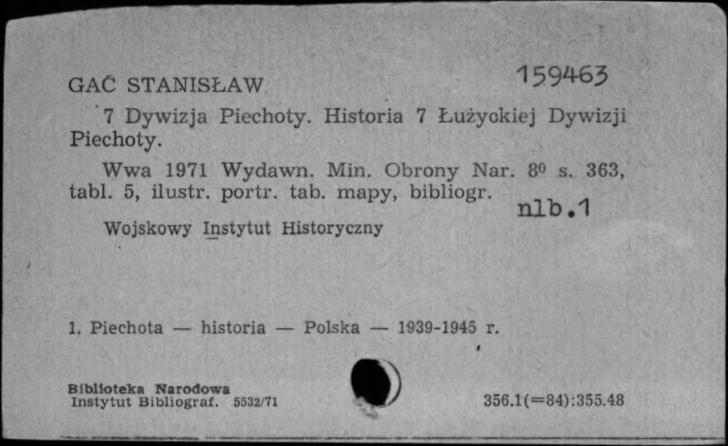 159463
GAĆ STANISŁAW
7 Dywizja Piechoty. Historia 7 Łużyckiej Dywizji
Piechoty.
Wwa 1971 Wydawn. Min. Obrony Nar. 8⁰ s. 363,
tabl. 5, ilustr. portr. tab. mapy, bibliogr.
nlb.1
Wojskowy Instytut Historyczny
1. Piechota — historia — Polska — 1939-1945 r.
Biblioteka Narodowa
Instytut Bibliograf. 5532/71
356.1(=84):355.48